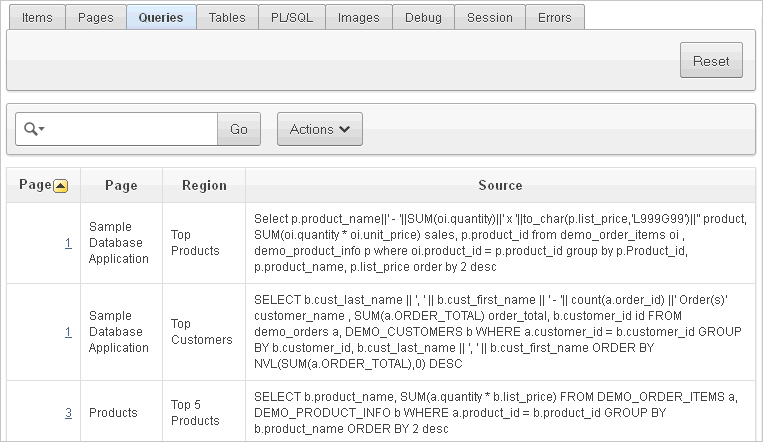 Items Pages Queries Tables PL/SQL Images Debug Session Errors
Reset
Go Actions
Page Page Region Source
1
Sample
Database
Application
Top
Products
Select p.product_name||' - '||SUM(oi.quantity)||' x '||to_char(p.list_price,'L999G99')||'' product,
SUM(oi.quantity * oi.unit_price) sales, p.product_id from demo_order_items oi ,
demo_product_info p where oi.product_id = p.product_id group by p.Product_id,
p.product_name, p.list_price order by 2 desc
1
Sample
Database
Application
Top
Customers
SELECT b.cust_last_name || ', ' || b.cust_first_name || ' - '|| count(a.order_id) ||' Order(s)'
customer_name , SUM(a.ORDER_TOTAL) order_total, b.customer_id id FROM
demo_orders a, DEMO_CUSTOMERS b WHERE a.customer_id = b.customer_id GROUP
BY b.customer_id, b.cust_last_name || ', ' || b.cust_first_name ORDER BY
NVL(SUM(a.ORDER_TOTAL),0) DESC
3
Products
Top 5
Products
SELECT b.product_name, SUM(a.quantity * b.list_price) FROM DEMO_ORDER_ITEMS a,
DEMO_PRODUCT_INFO b WHERE a.product_id = b.product_id GROUP BY
b.product_name ORDER BY 2 desc